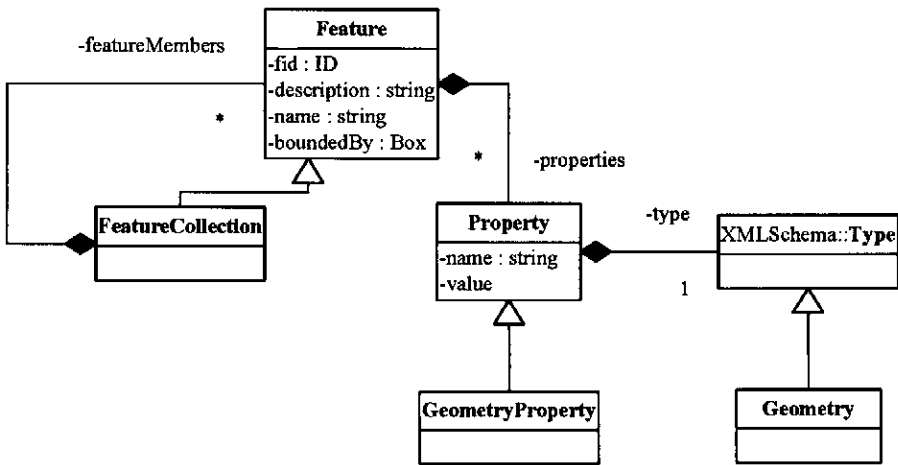 Feature
-featureMembers
-fid : ID
-description : string
-name : string
-boundedBy : Box
*
*
-properties
FeatureCollection
Property
-name : string
-value
-type
1
XMLSchema::Type
GeometryProperty
Geometry